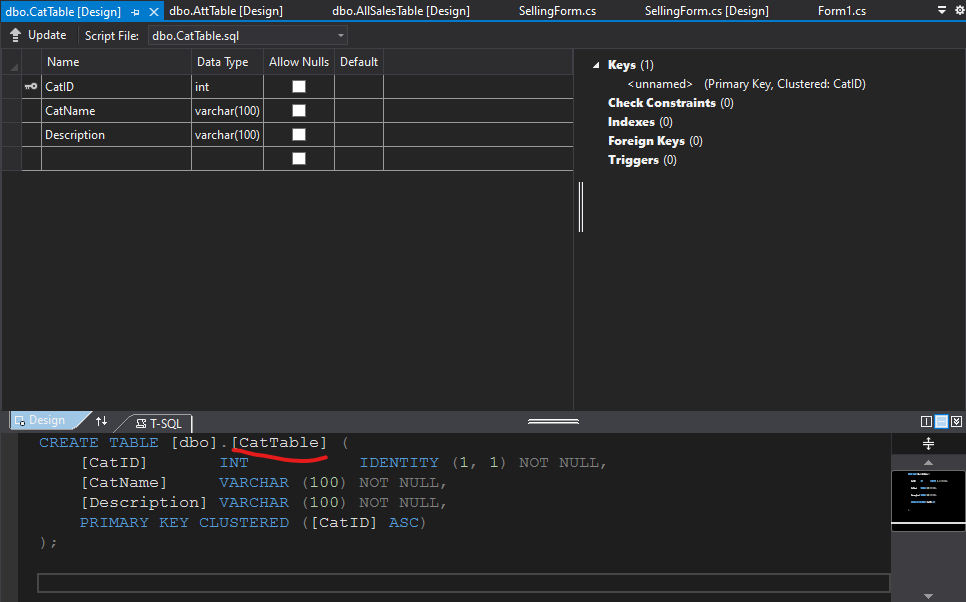 dbo.CatTable [Design] dbo.AttTable [Design] dbo.AllSalesTable [Design] SellingForm.cs SellingForm.cs [Design] Form1.cs
Update Script File: dbo.CatTable.sql
Name Data Type Allow Nulls Default
CatID int
CatName varchar(100)
Description varchar(100)
Keys (1)
<unnamed> (Primary Key, Clustered: CatID)
Check Constraints (0)
Indexes (0)
Foreign Keys (0)
Triggers (0)
Design T-SQL
CREATE TABLE [dbo].[CatTable] (
[CatID] INT IDENTITY (1, 1) NOT NULL,
[CatName] VARCHAR (100) NOT NULL,
[Description] VARCHAR (100) NOT NULL,
PRIMARY KEY CLUSTERED ([CatID] ASC)
);